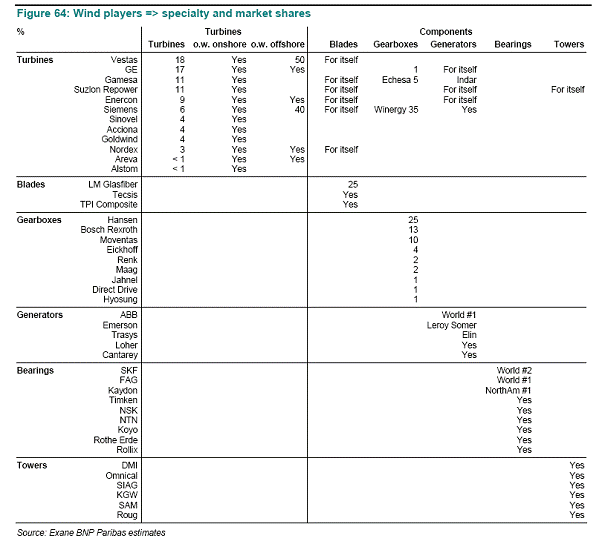 Figure 64: Wind players => specialty and market shares
% Turbines Components
Turbines o.w. onshore o.w. offshore Blades Gearboxes Generators Bearings Towers
Turbines Vestas 18 Yes 50 For itself
GE 17 Yes Yes 1 For itself
Gamesa 11 Yes For itself Echesa 5 Indar
Suzlon Repower 11 Yes For itself For itself For itself
Enercon 9 Yes Yes For itself For itself
Siemens 6 Yes 40 For itself Winergy 35 Yes
Sinovel 4 Yes
Acciona 4 Yes
Goldwind 4 Yes
Nordex 3 Yes Yes For itself
Areva < 1 Yes Yes
Alstom < 1 Yes
Blades LM Glasfiber 25
Tecsis Yes
TPI Composite Yes
Gearboxes Hansen 25
Bosch Rexroth 13
Moventas 10
Eickhoff 4
Renk 2
Maag 2
Jahnel 1
Direct Drive 1
Hyosung 1
Generators ABB World #1
Emerson Leroy Somer
Trasys Elin
Loher Yes
Cantarey Yes
Bearings SKF World #2
FAG World #1
Kaydon NorthAm #1
Timken Yes
NSK Yes
NTN Yes
Koyo Yes
Rothe Erde Yes
Rollix Yes
Towers DMI Yes
Omnical Yes
SIAG Yes
KGW Yes
SAM Yes
Roug Yes
Source: Exane BNP Paribas estimates